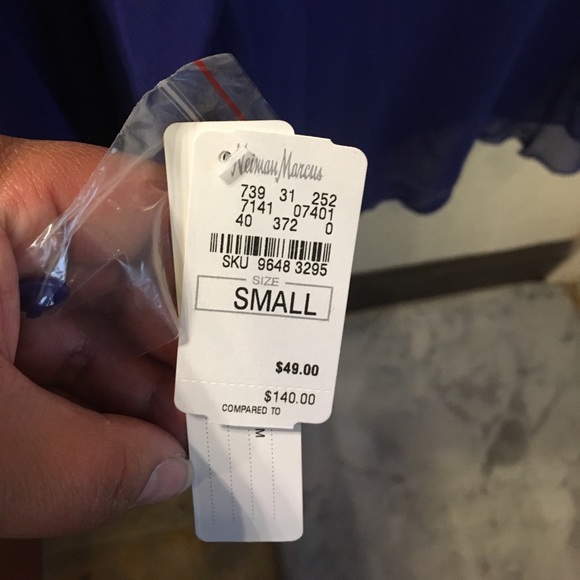 Neiman Marcus
739 31 252
7141 07401
40 372 0
SKU 9648 3295
SIZE
SMALL
$49.00
$140.00
COMPARED TO
M